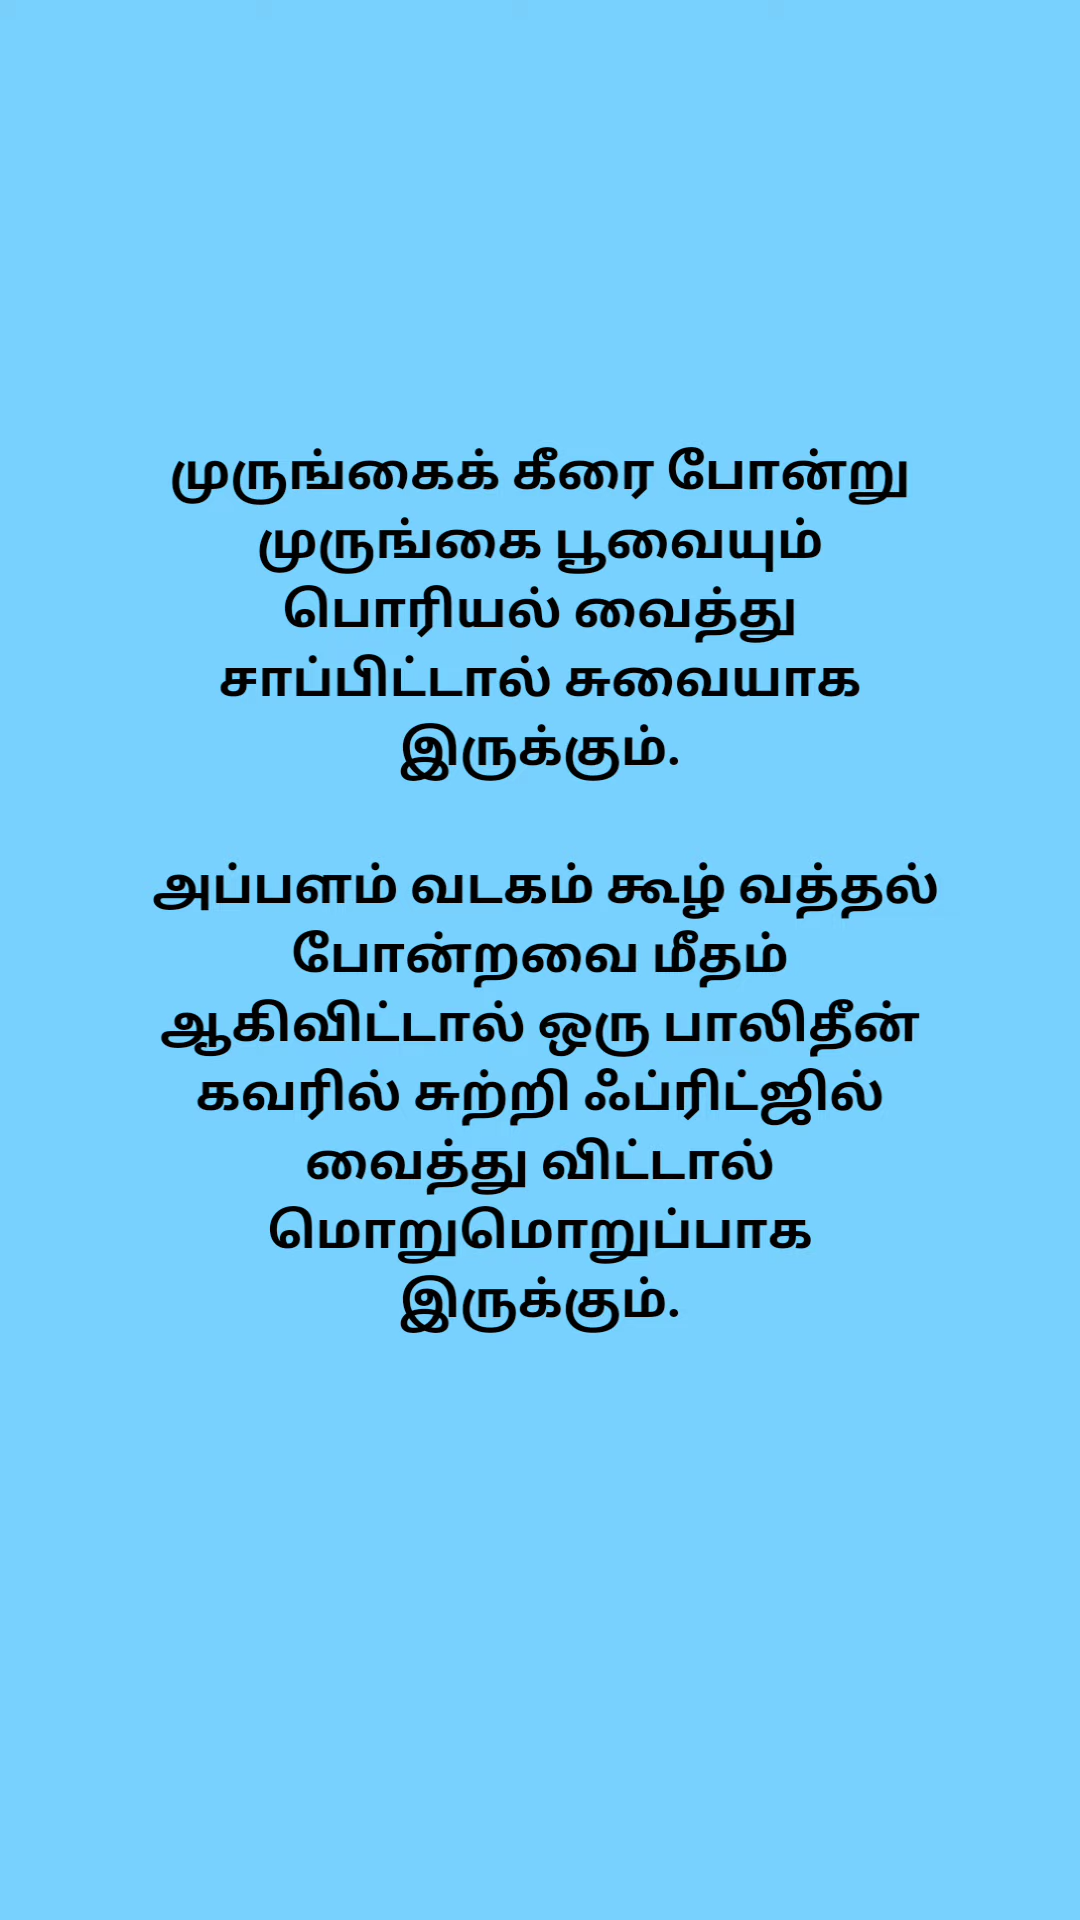 முருங்கைக் கீரை போன்று
முருங்கை பூவையும்
பொரியல் வைத்து
சாப்பிட்டால் சுவையாக
இருக்கும்.
அப்பளம் வடகம் கூழ் வத்தல்
போன்றவை மீதம்
ஆகிவிட்டால் ஒரு பாலிதீன்
கவரில் சுற்றி ஃப்ரிட்ஜில்
வைத்து விட்டால்
மொறுமொறுப்பாக
இருக்கும்.